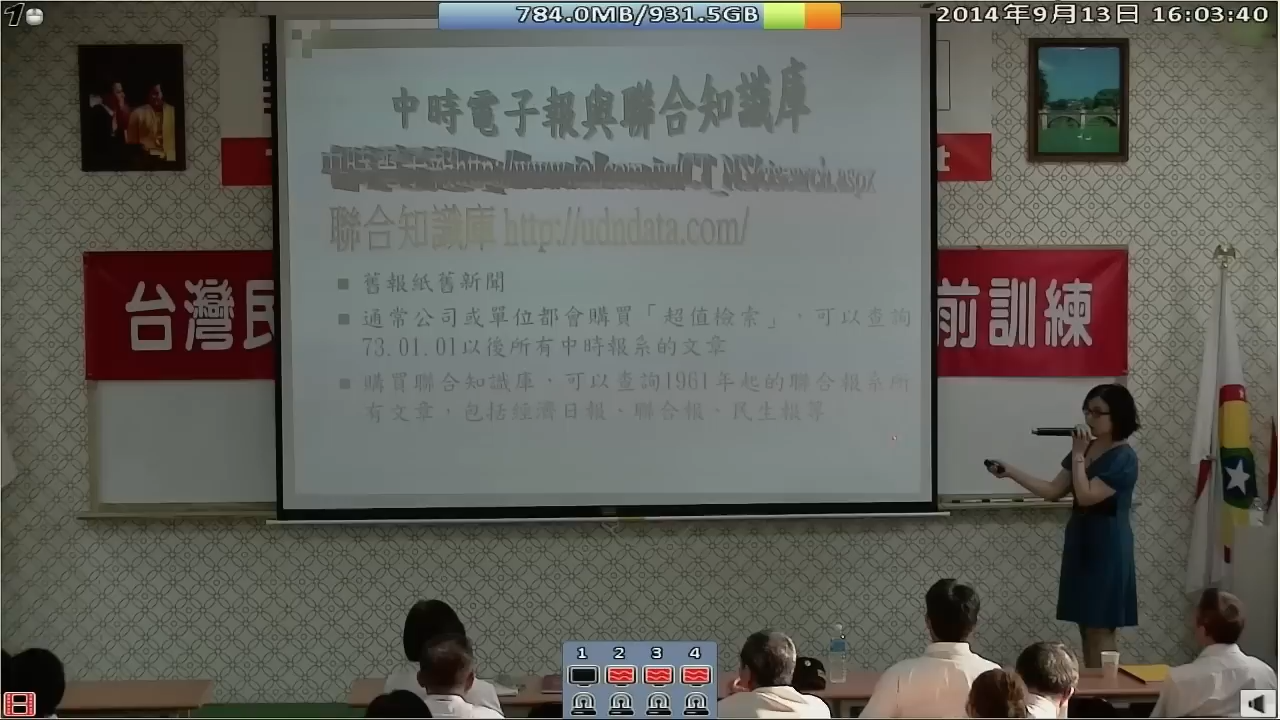 1
784.0MB/931.5GB
2014年9月13日 16:03:40
中時電子報與聯合知識庫
聯合知識庫 http://udndata.com/
舊報紙舊新聞
通常公司或單位都會購買「超值檢索」，可以查詢
73.01.01以後所有中時報系的文章
購買聯合知識庫，可以查詢1961年起的聯合報系所
有文章，包括經濟日報、聯合報、民生報等。
台灣民
前訓練
t
1 2 3 4